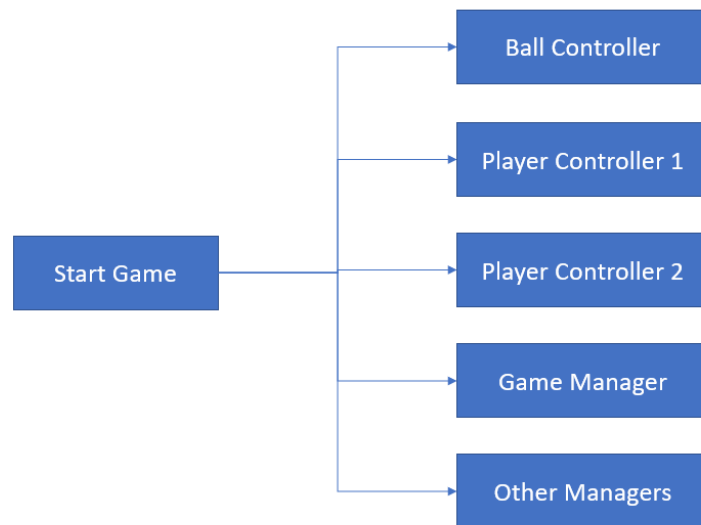 Ball Controller
Player Controller 1
Start Game
Player Controller 2
Game Manager
Other Managers